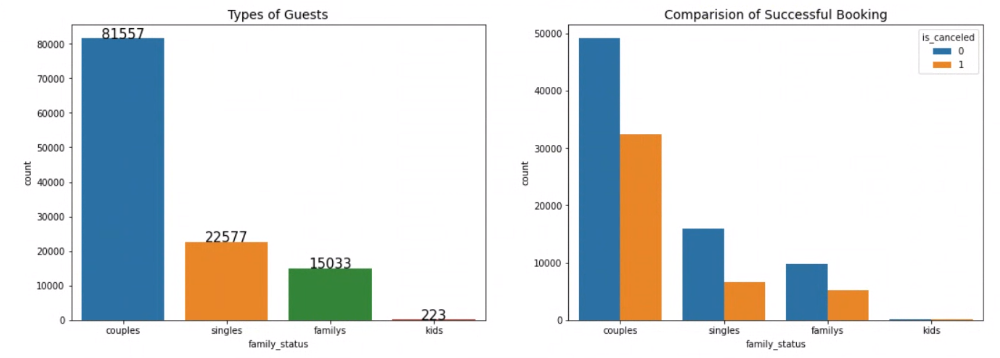 Types of Guests
81557
22577
15033
223
80000
70000
60000
50000
40000
30000
20000
10000
0
count
couples
singles
familys
kids
family_status
Comparision of Successful Booking
is_canceled
0
1
50000
40000
30000
20000
10000
0
count
couples
singles
familys
kids
family_status